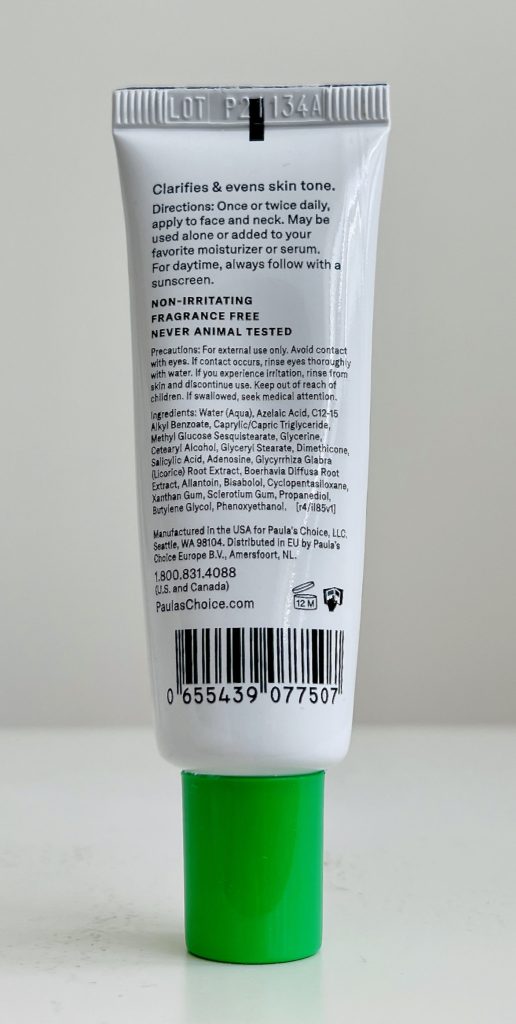 LOT P21134A
Clarifies & evens skin tone.
Directions: Once or twice daily,
apply to face and neck. May be
used alone or added to your
favorite moisturizer or serum.
For daytime, always follow with a
sunscreen.
NON-IRRITATING
FRAGRANCE FREE
NEVER ANIMAL TESTED
Precautions: For external use only. Avoid contact
with eyes. If contact occurs, rinse eyes thoroughly
with water. If you experience irritation, rinse from
skin and discontinue use. Keep out of reach of
children. If swallowed, seek medical attention.
Ingredients: Water (Aqua), Azelaic Acid, C12-15
Alkyl Benzoate, Caprylic/Capric Triglyceride,
Methyl Glucose Sesquistearate, Glycerine,
Cetearyl Alcohol, Glyceryl Stearate, Dimethicone,
Salicylic Acid, Adenosine, Glycyrrhiza Glabra
(Licorice) Root Extract, Boerhavia Diffusa Root
Extract, Allantoin, Bisabolol, Cyclopentasiloxane,
Xanthan Gum, Sclerotium Gum, Propanediol,
Butylene Glycol, Phenoxyethanol. [r4/il85v1]
Manufactured in the USA for Paula's Choice, LLC,
Seattle, WA 98104. Distributed in EU by Paula's
Choice Europe B.V., Amersfoort, NL.
1.800.831.4088
(U.S. and Canada)
PaulasChoice.com
12 M
0 655439 077507